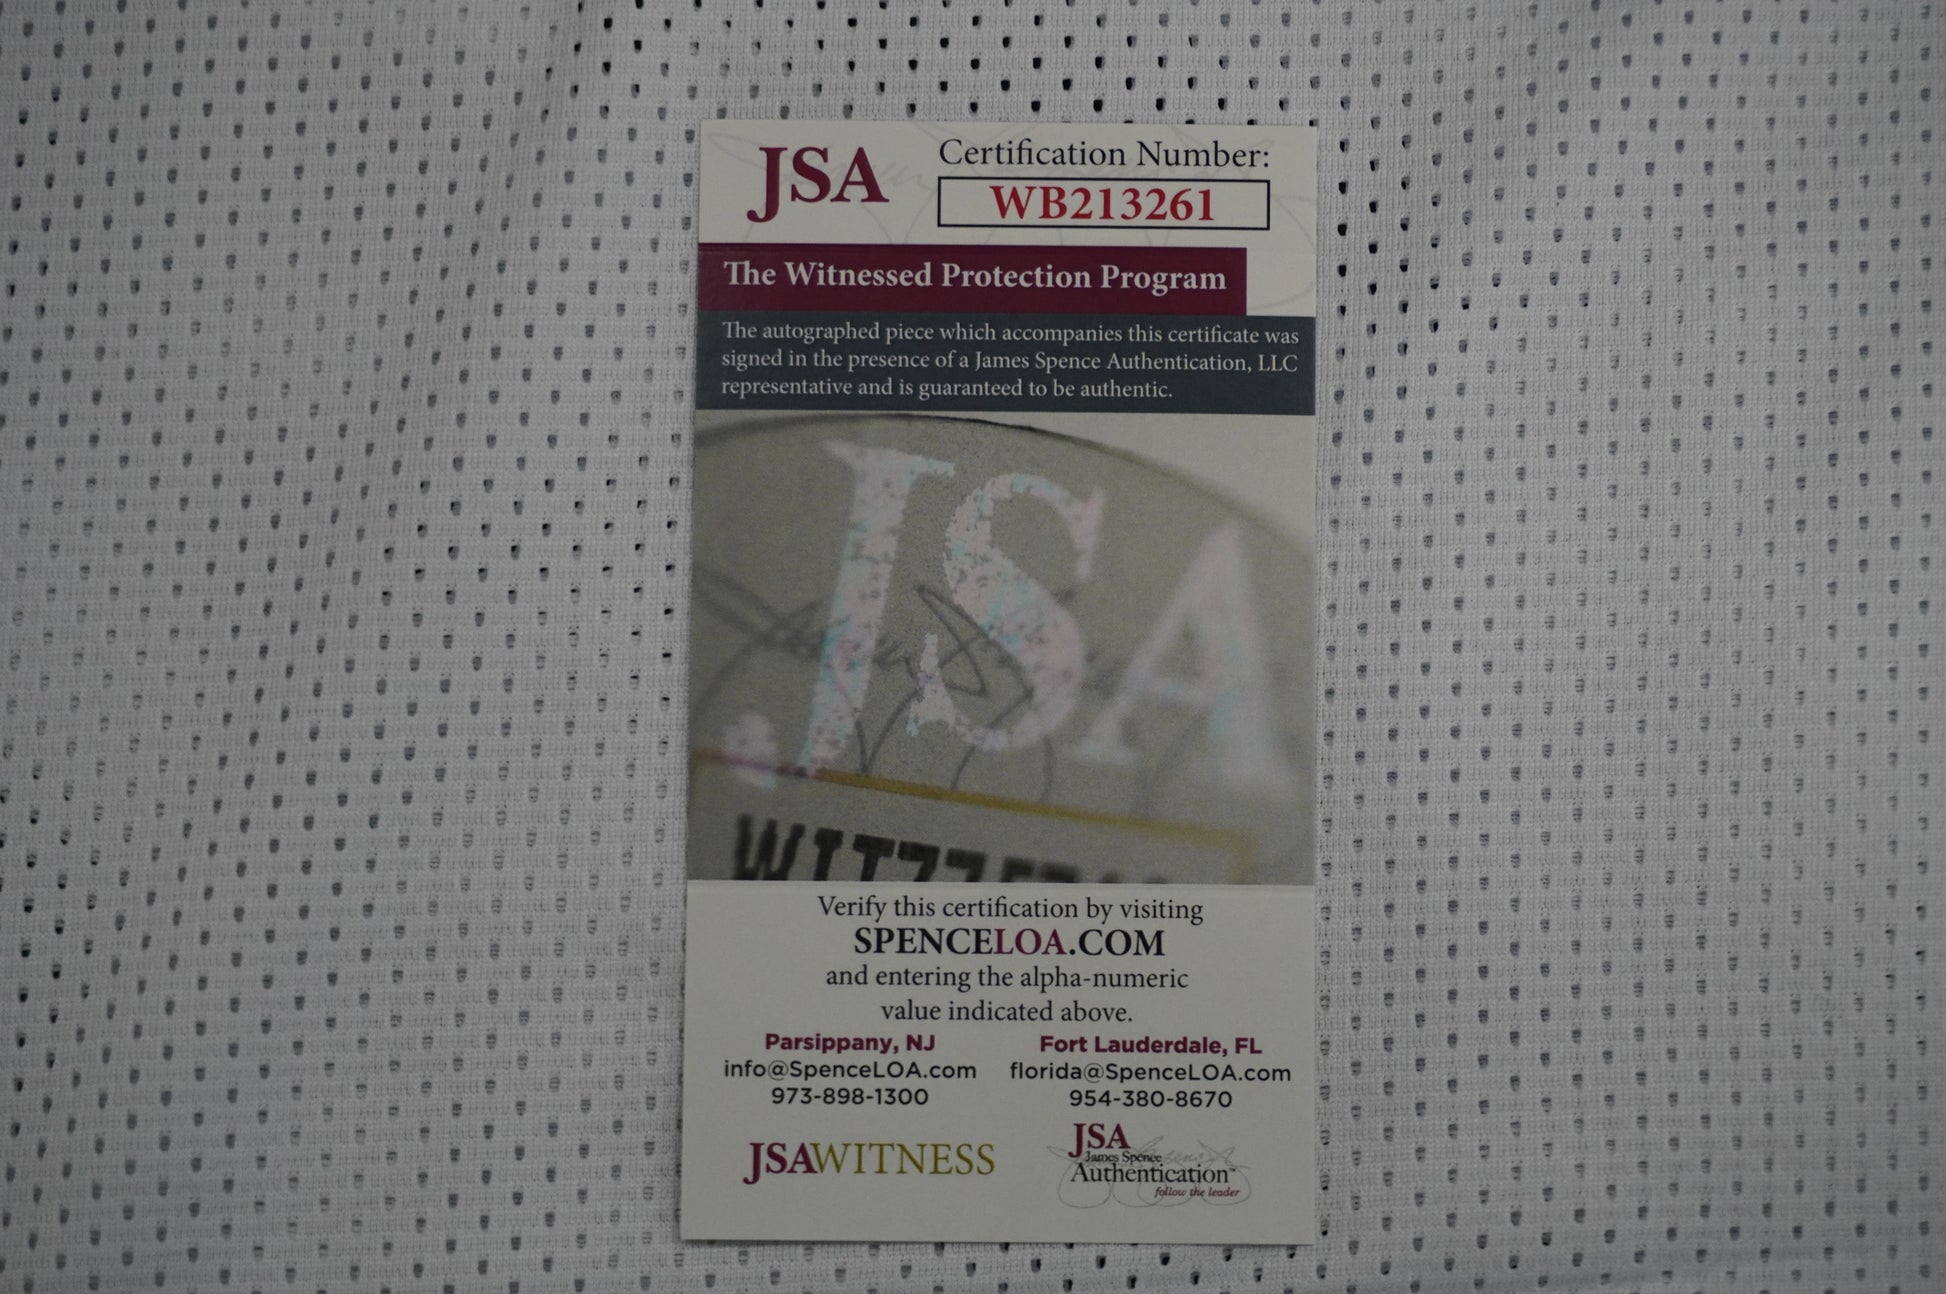 JSA
Certification Number:
WB213261
The Witnessed Protection Program
The autographed piece which accompanies this certificate was
signed in the presence of a James Spence Authentication, LLC
representative and is guaranteed to be authentic.
JSA
Verify this certification by visiting
SPENCELOA.COM
and entering the alpha-numeric
value indicated above.
Parsippany, NJ
info@SpenceLOA.com
973-898-1300
Fort Lauderdale, FL
florida@SpenceLOA.com
954-380-8670
JSAWITNESS
JSA
James Spence
Authentication™
follow the leader